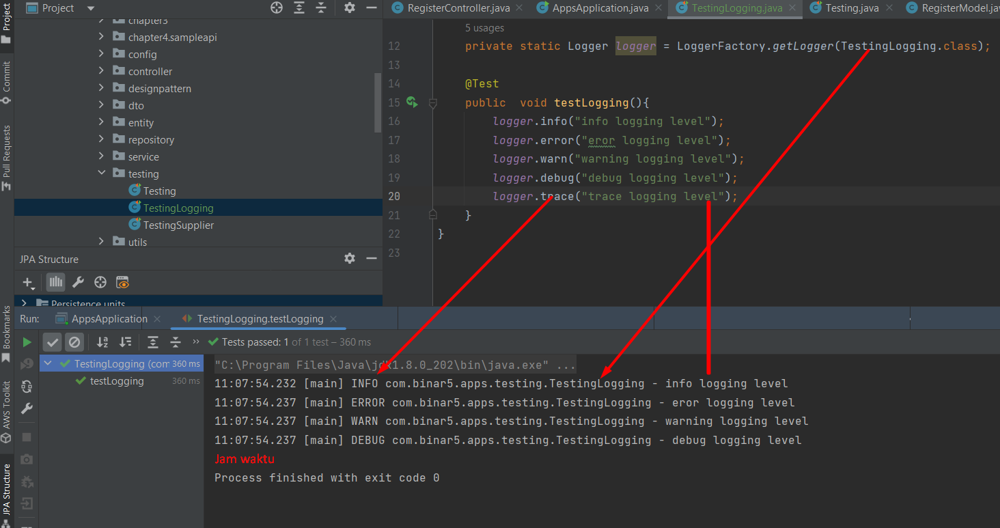 Project
RegisterController.java
AppsApplication.java
TestingLogging.java
Testing.java
RegisterModel.jav
Project
Commit
Pull Requests
Bookmarks
AWS Toolkit
JPA Structure
chapter3
chapter4.sampleapi
config
controller
designpattern
dto
entity
repository
service
testing
Testing
TestingLogging
TestingSupplier
utils
JPA Structure
Persistence units
5 usages
12 private static Logger logger = LoggerFactory.getLogger(TestingLogging.class);
13
14 @Test
15 public void testLogging(){
16 logger.info("info logging level");
17 logger.error("eror logging level");
18 logger.warn("warning logging level");
19 logger.debug("debug logging level");
20 logger.trace("trace logging level");
21 }
22 }
23
Run: AppsApplication TestingLogging.testLogging
Tests passed: 1 of 1 test – 360 ms
TestingLogging (com 360 ms
testLogging 360 ms
"C:\Program Files\Java\jdk1.8.0_202\bin\java.exe" ...
11:07:54.232 [main] INFO com.binar5.apps.testing.TestingLogging - info logging level
11:07:54.237 [main] ERROR com.binar5.apps.testing.TestingLogging - eror logging level
11:07:54.237 [main] WARN com.binar5.apps.testing.TestingLogging - warning logging level
11:07:54.237 [main] DEBUG com.binar5.apps.testing.TestingLogging - debug logging level
Jam waktu
Process finished with exit code 0